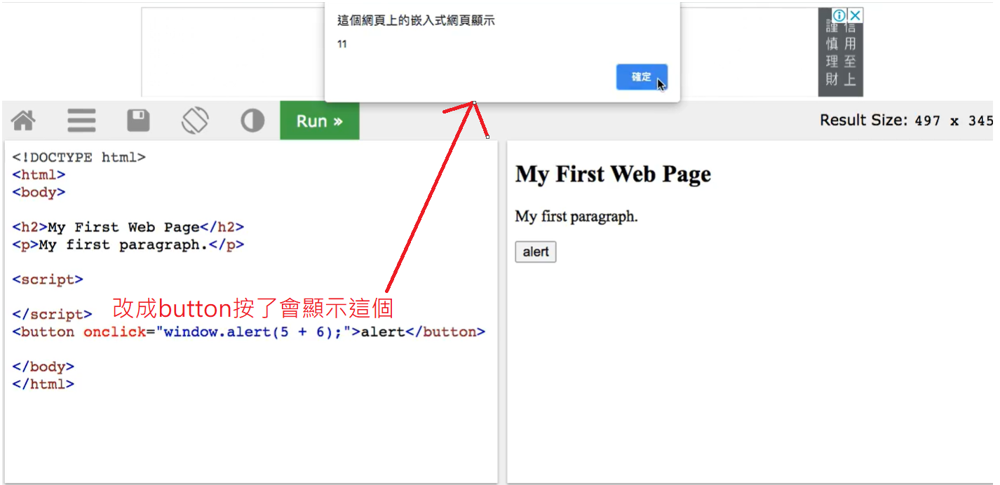 這個網頁上的嵌入式網頁顯示
11
確定
信用至上
謹慎理財
Run »
Result Size: 497 x 345
<!DOCTYPE html>
<html>
<body>
<h2>My First Web Page</h2>
<p>My first paragraph.</p>
<script>
</script>
改成button按了會顯示這個
<button onclick="window.alert(5 + 6);">alert</button>
</body>
</html>
My First Web Page
My first paragraph.
alert